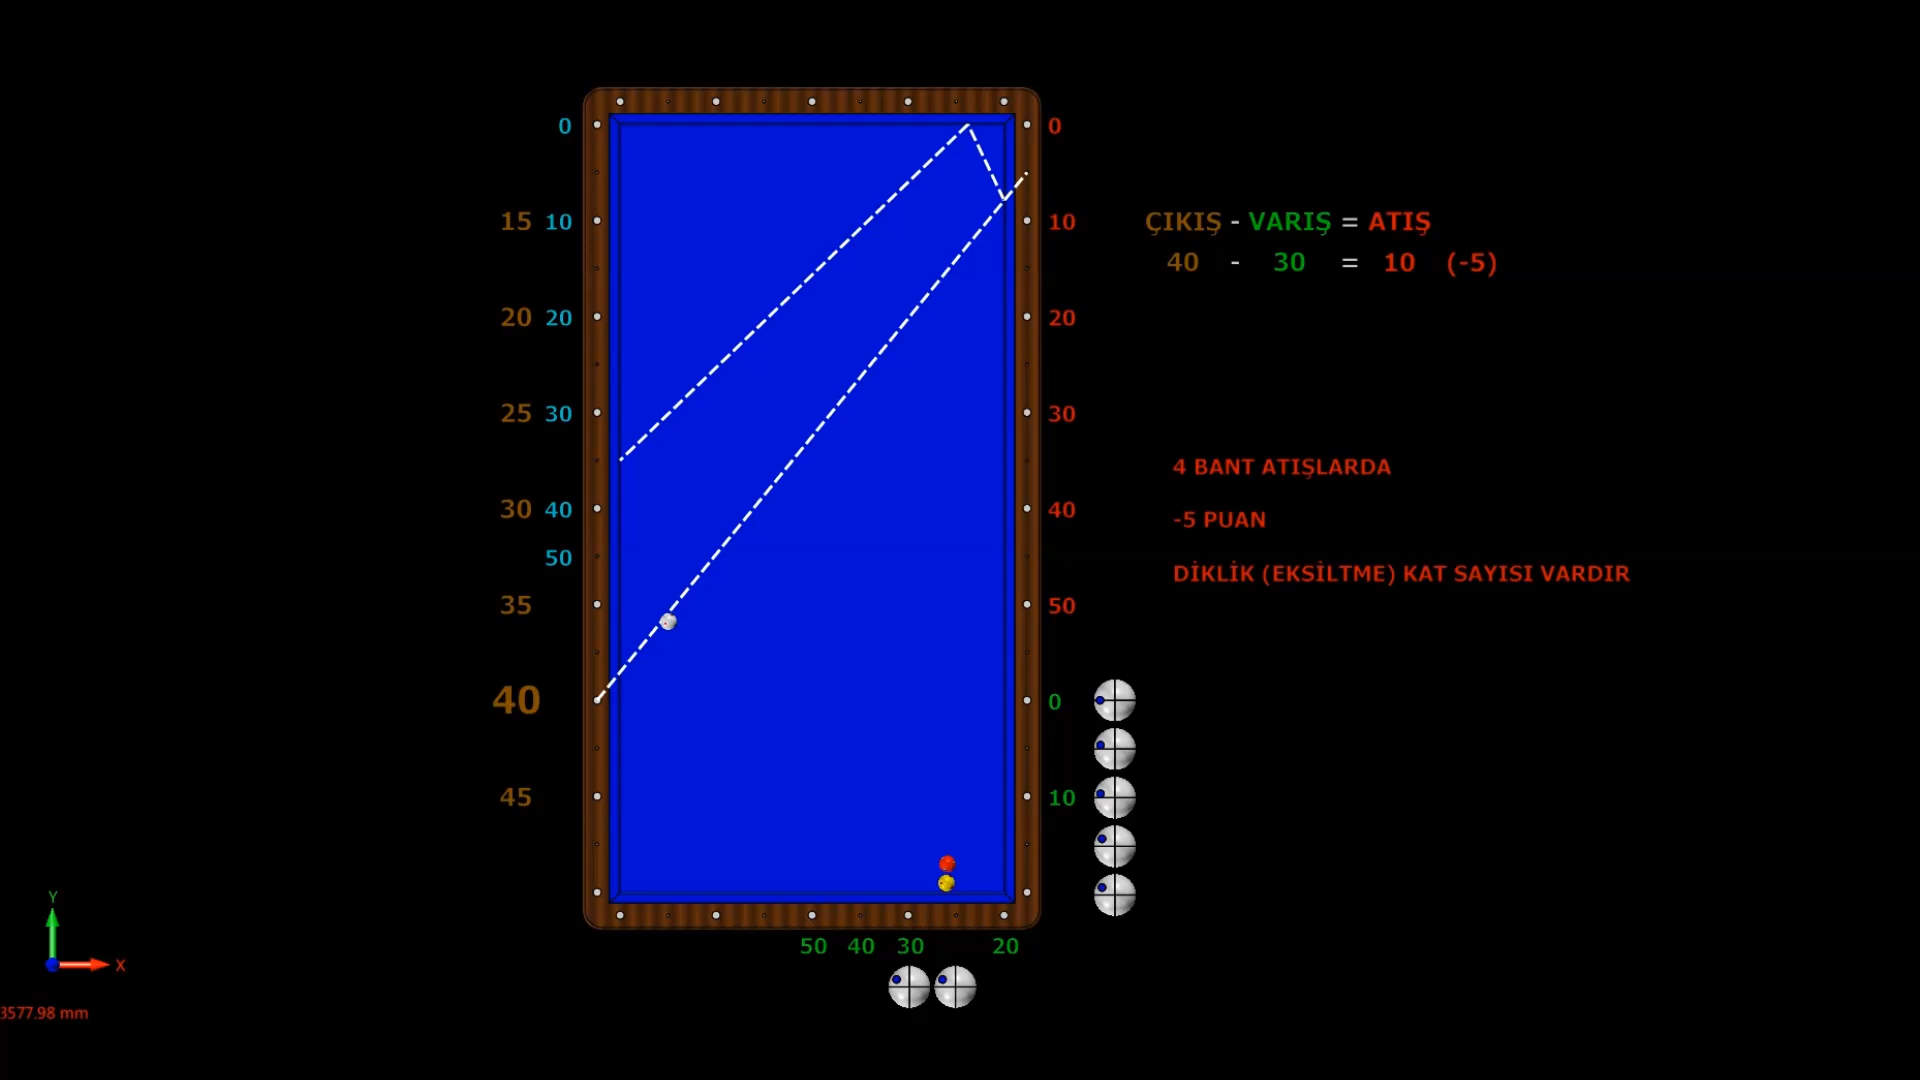 0 0
15 10 10
ÇIKIŞ - VARIŞ = ATIŞ
40 - 30 = 10 (-5)
20 20 20
25 30 30
4 BANT ATIŞLARDA
30 40 40
-5 PUAN
50
DİKLİK (EKSİLTME) KAT SAYISI VARDIR
35 50
40 0
45 10
Y
50 40 30 20
X
3577.98 mm